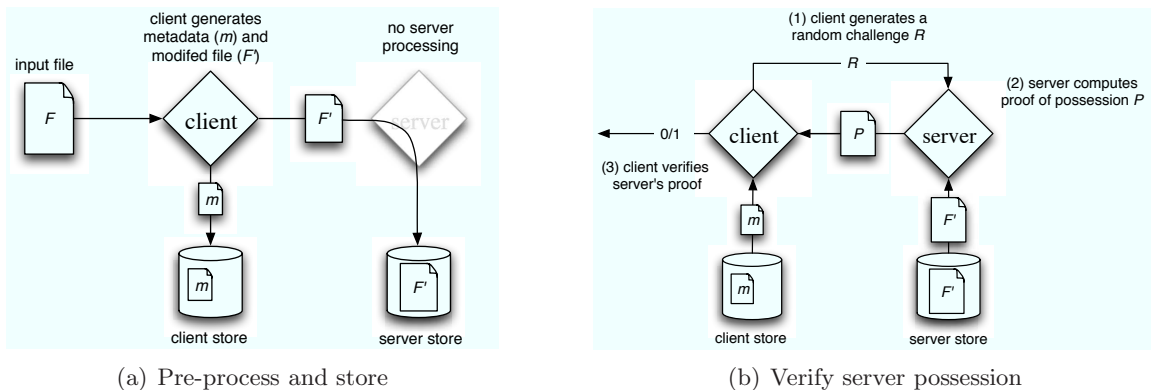 client generates
metadata (m) and
modifed file (F')
no server
processing
input file
F
client
F'
server
m
m
F'
client store
server store
(a) Pre-process and store
(1) client generates a
random challenge R
R
(2) server computes
proof of possession P
0/1
client
P
server
(3) client verifies
server's proof
m
F'
m
F'
client store
server store
(b) Verify server possession